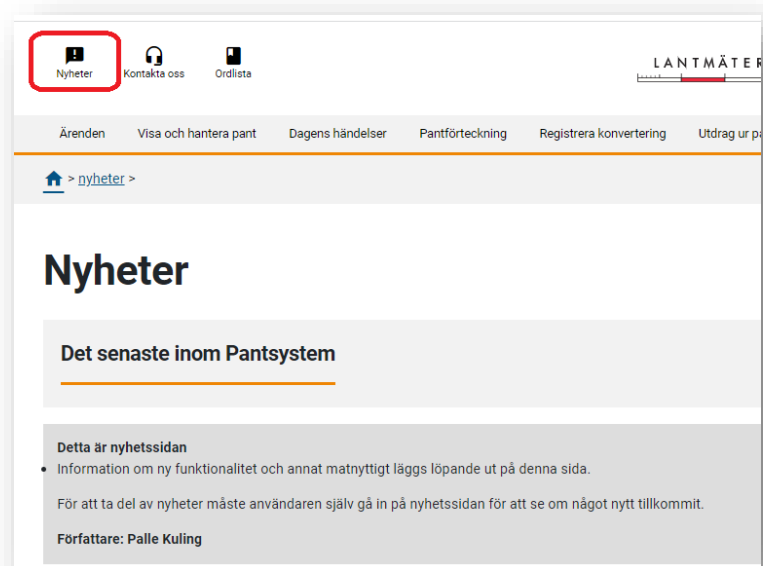 Nyheter Kontakta oss Ordlista
LANTMÄTER
Ärenden Visa och hantera pant Dagens händelser Pantförteckning Registrera konvertering Utdrag ur pa
> nyheter >
Nyheter
Det senaste inom Pantsystem
Detta är nyhetssidan
• Information om ny funktionalitet och annat matnyttigt läggs löpande ut på denna sida.
För att ta del av nyheter måste användaren själv gå in på nyhetssidan för att se om något nytt tillkommit.
Författare: Palle Kuling